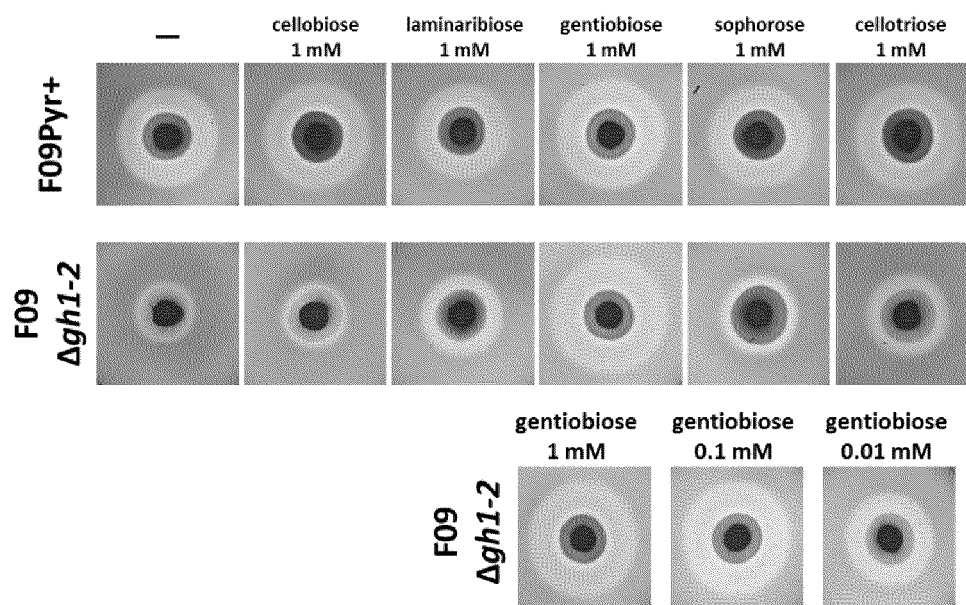 —
cellobiose
1 mM
laminaribiose
1 mM
gentiobiose
1 mM
sophorose
1 mM
cellotriose
1 mM
F09Pyr+
F09
Δgh1-2
gentiobiose
1 mM
gentiobiose
0.1 mM
gentiobiose
0.01 mM
F09
Δgh1-2